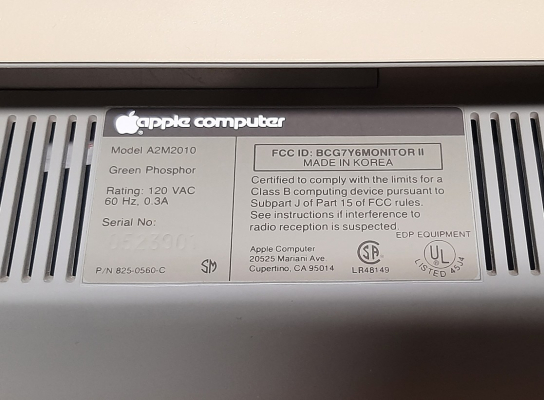 apple computer
Model A2M2010
Green Phosphor
Rating: 120 VAC
60 Hz, 0.3A
Serial No:
P/N 825-0560-C
SM
FCC ID: BCG7Y6MONITOR II
MADE IN KOREA
Certified to comply with the limits for a
Class B computing device pursuant to
Subpart J of Part 15 of FCC rules.
See instructions if interference to
radio reception is suspected.
EDP EQUIPMENT
Apple Computer
20525 Mariani Ave
Cupertino, CA 95014
SA
LR48149
UL
LISTED 45J4